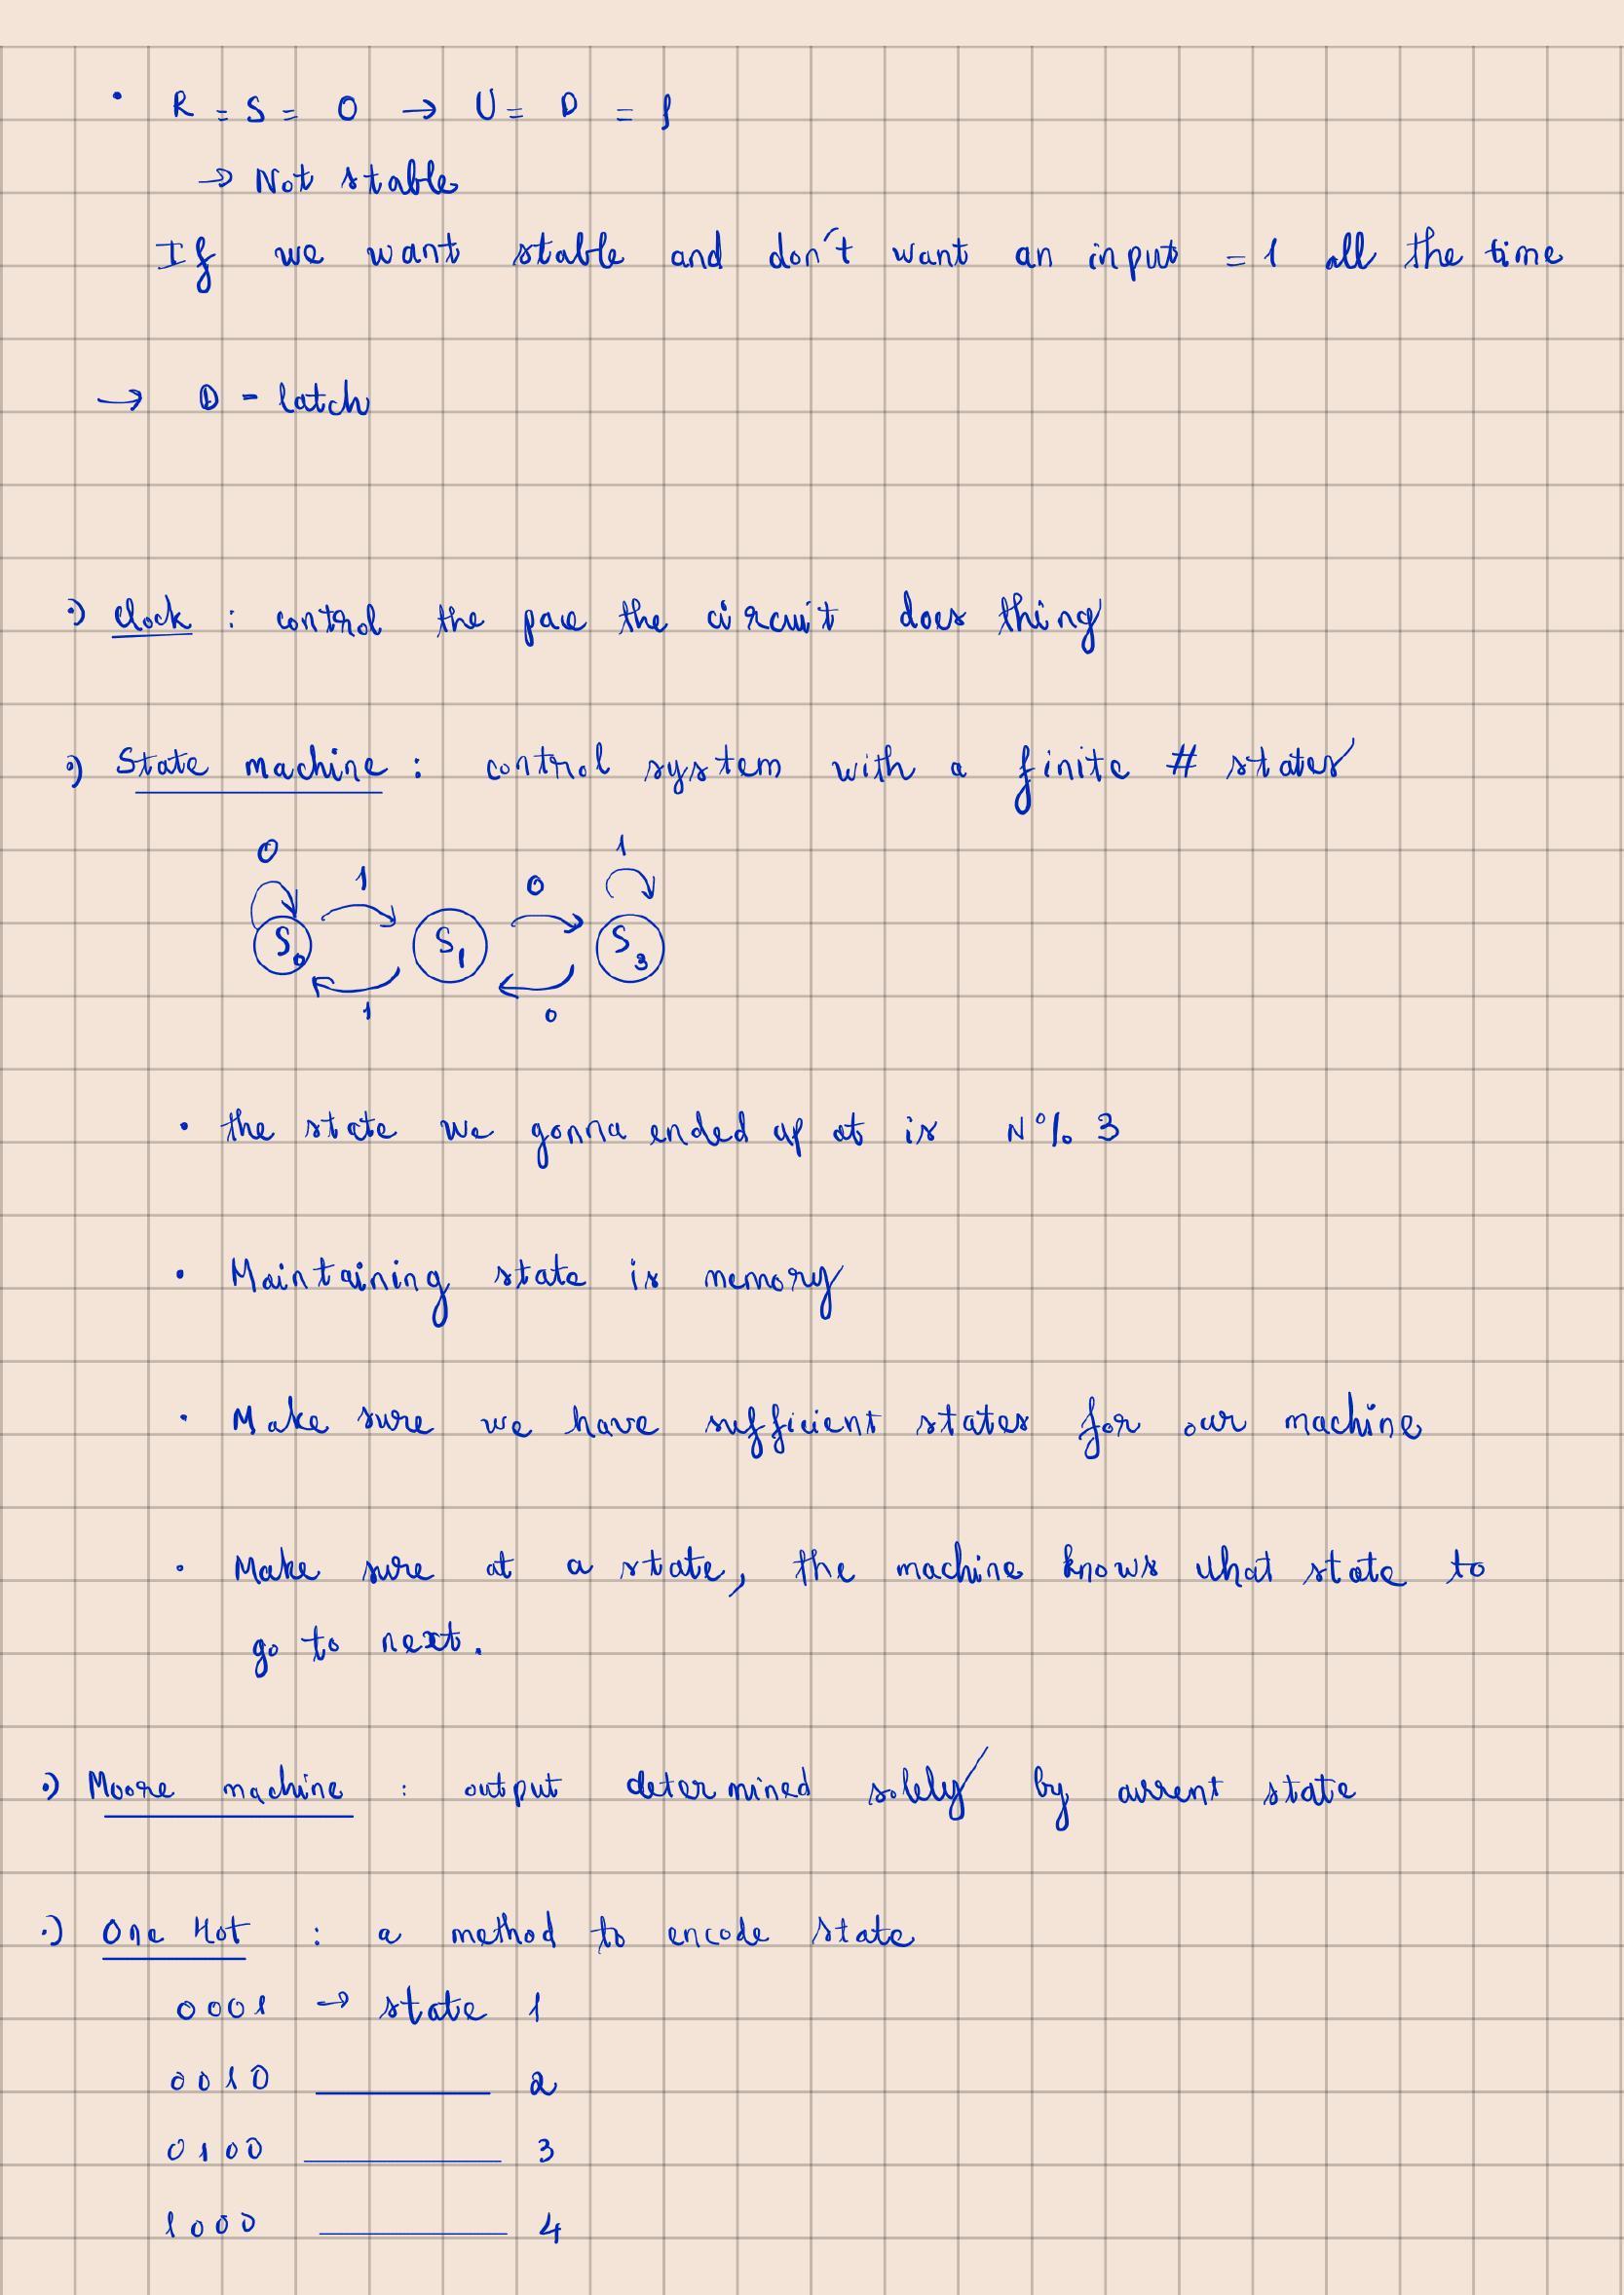 • R = S = 0 → U = D = 1
→ Not stable
If we want stable and don't want an input = 1 all the time
→ D - latch
·) Clock : control the pace the circuit does thing
·) State machine : control system with a finite # states
0 1 0 1
S0 S1 S3
1 0
• the state we gonna ended up at is N % 3
• Maintaining state is memory
• Make sure we have sufficient states for our machine
• Make sure at a state, the machine knows what state to
go to next.
·) Moore machine : output determined solely by current state
·) One Hot : a method to encode state
0001 → state 1
0010 ——— 2
0100 ——— 3
1000 ——— 4